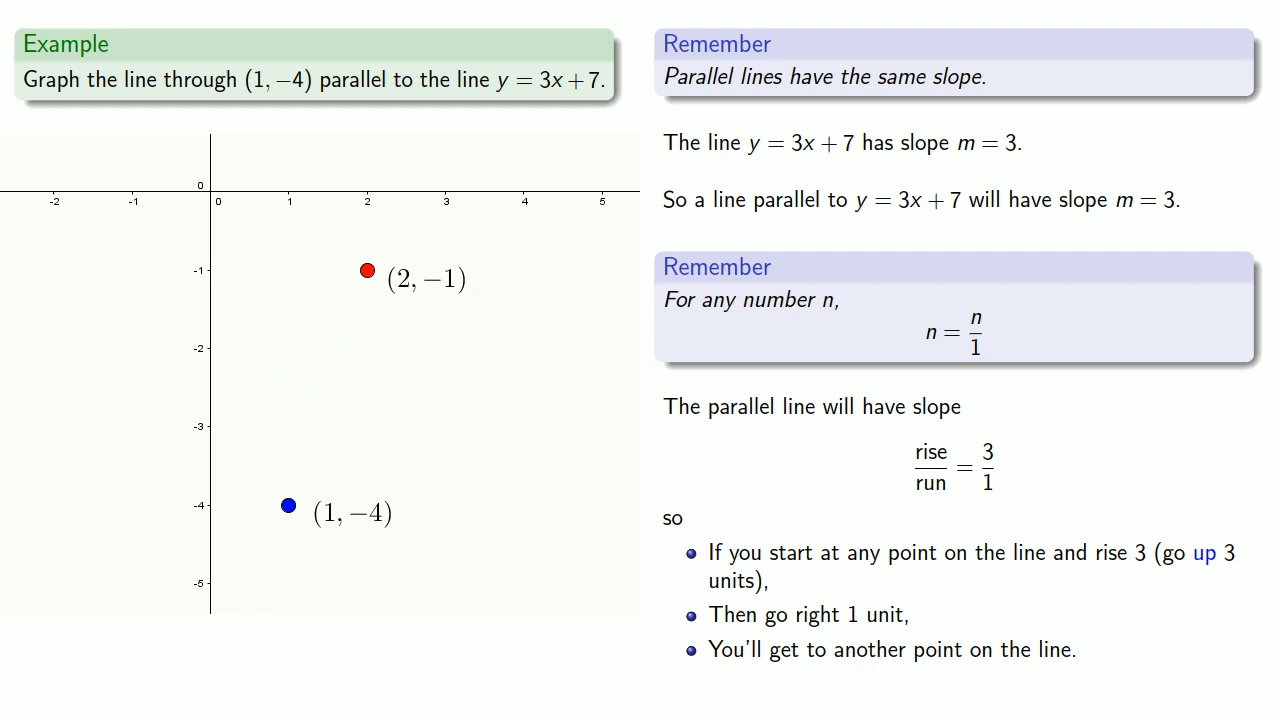 Example
Graph the line through (1, −4) parallel to the line y = 3x + 7.
0
-2 -1 0 1 2 3 4 5
-1
(2, −1)
-2
-3
-4
(1, −4)
-5
Remember
Parallel lines have the same slope.
The line y = 3x + 7 has slope m = 3.
So a line parallel to y = 3x + 7 will have slope m = 3.
Remember
For any number n,
n = n/1
The parallel line will have slope
rise/run = 3/1
so
If you start at any point on the line and rise 3 (go up 3
units),
Then go right 1 unit,
You'll get to another point on the line.